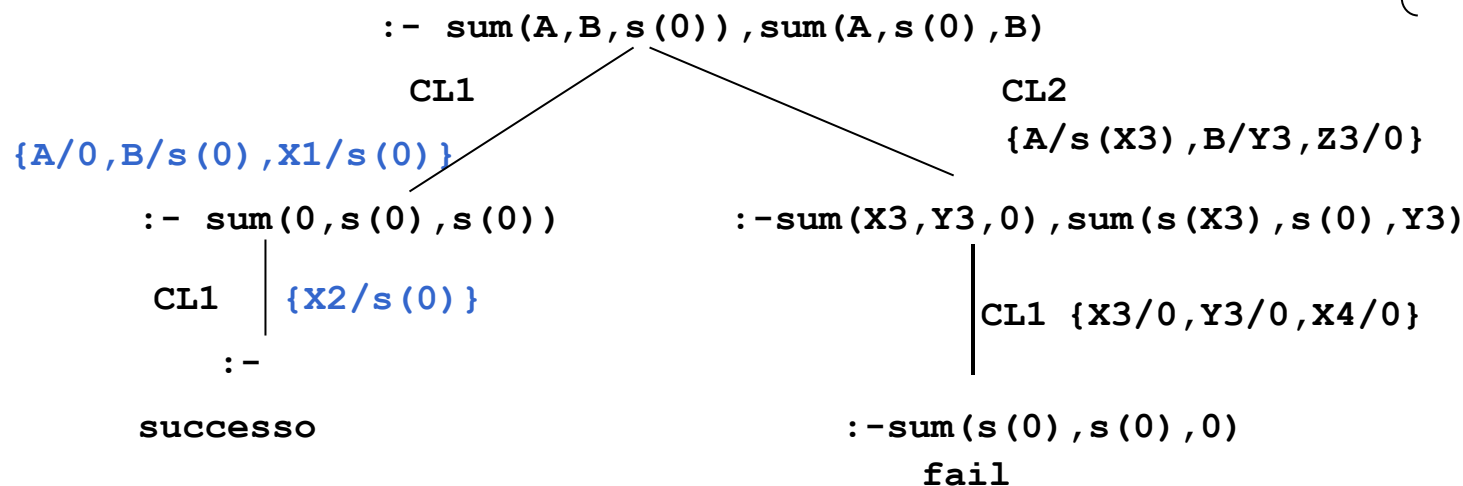 :- sum(A,B,s(0)),sum(A,s(0),B)
CL1 CL2
{A/0,B/s(0),X1/s(0)} {A/s(X3),B/Y3,Z3/0}
:- sum(0,s(0),s(0)) :-sum(X3,Y3,0),sum(s(X3),s(0),Y3)
CL1 {X2/s(0)} CL1 {X3/0,Y3/0,X4/0}
:-
successo :-sum(s(0),s(0),0)
fail